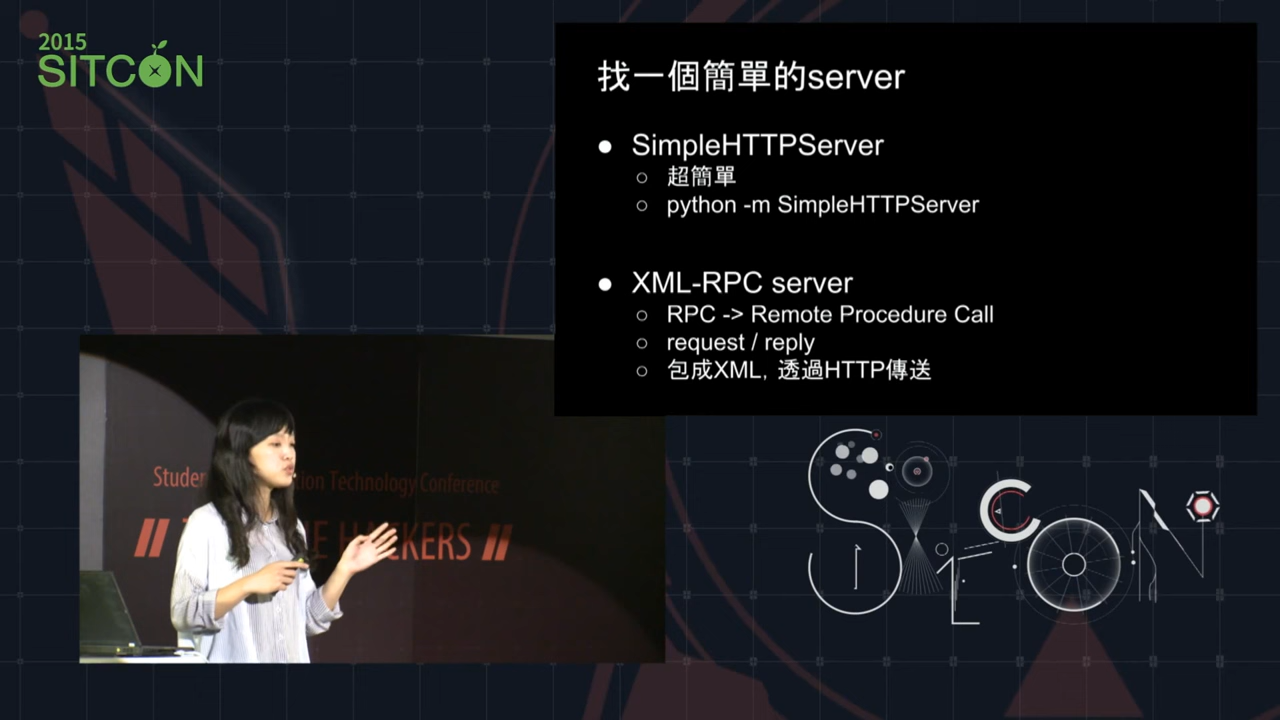 2015
SITCON
找一個簡單的server
● SimpleHTTPServer
○ 超簡單
○ python -m SimpleHTTPServer
● XML-RPC server
○ RPC -> Remote Procedure Call
○ request / reply
○ 包成XML, 透過HTTP傳送
Technology Conference
SITCON